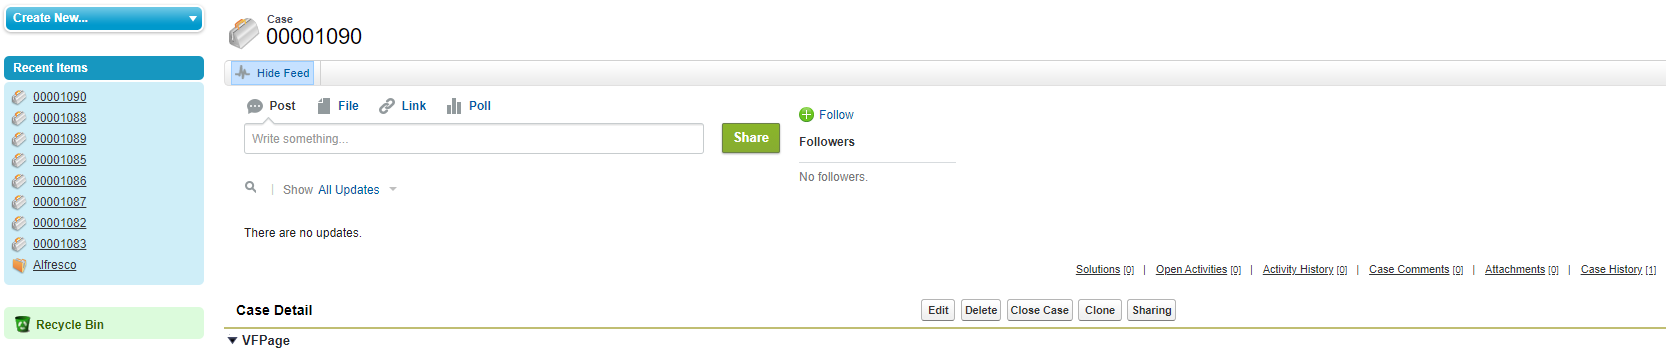 Create New...
Recent Items
00001090
00001088
00001089
00001085
00001086
00001087
00001082
00001083
Alfresco
Recycle Bin
Case
00001090
Hide Feed
Post File Link Poll
Write something...
Share
Show All Updates
There are no updates.
Follow
Followers
No followers.
Solutions [0] | Open Activities [0] | Activity History [0] | Case Comments [0] | Attachments [0] | Case History [1]
Case Detail
Edit Delete Close Case Clone Sharing
VFPage